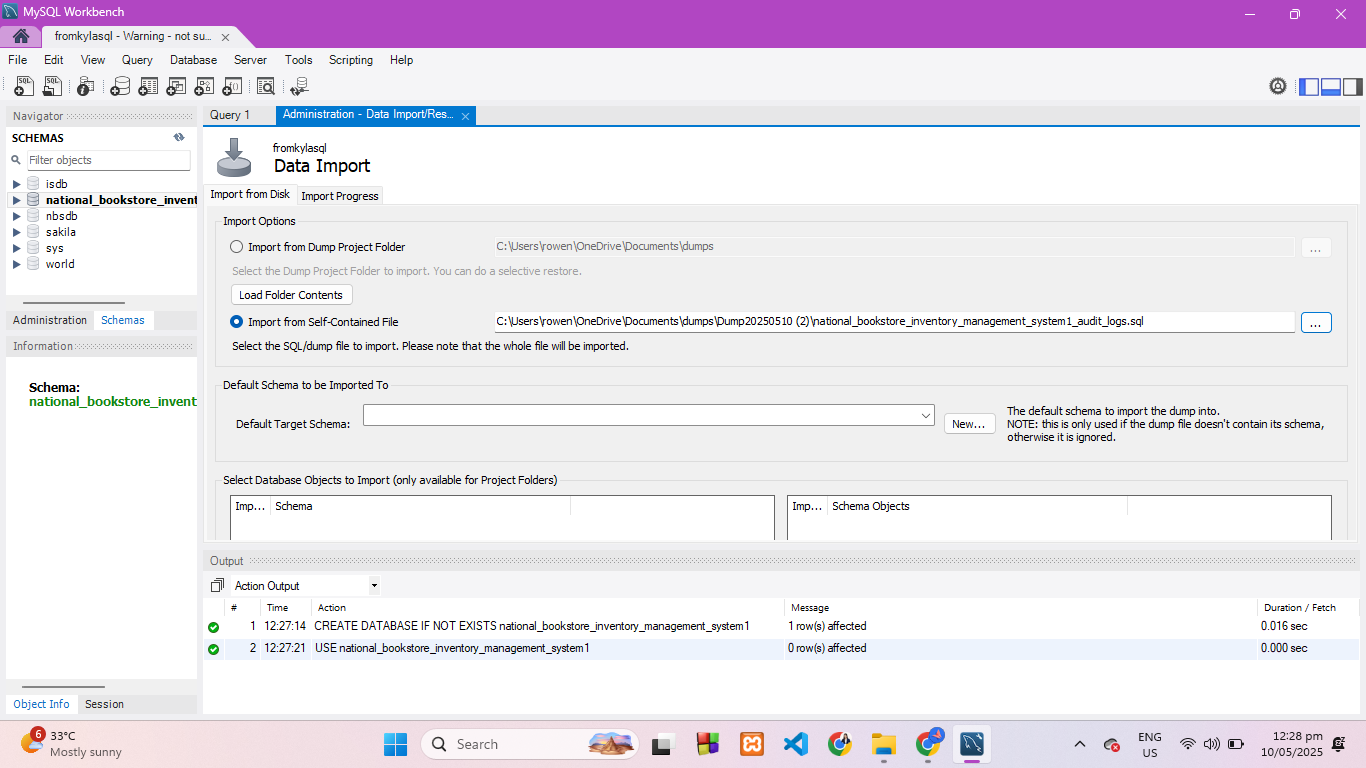 MySQL Workbench
fromkylasql - Warning - not su...
File Edit View Query Database Server Tools Scripting Help
Navigator
SCHEMAS
Filter objects
isdb
national_bookstore_invent
nbsdb
sakila
sys
world
Administration Schemas
Information
Schema:
national_bookstore_invent
Object Info Session
Query 1 Administration - Data Import/Res...
fromkylasql
Data Import
Import from Disk Import Progress
Import Options
Import from Dump Project Folder C:\Users\rowen\OneDrive\Documents\dumps ...
Select the Dump Project Folder to import. You can do a selective restore.
Load Folder Contents
Import from Self-Contained File C:\Users\rowen\OneDrive\Documents\dumps\Dump20250510 (2)\national_bookstore_inventory_management_system1_audit_logs.sql ...
Select the SQL/dump file to import. Please note that the whole file will be imported.
Default Schema to be Imported To
Default Target Schema: New...
The default schema to import the dump into.
NOTE: this is only used if the dump file doesn't contain its schema,
otherwise it is ignored.
Select Database Objects to Import (only available for Project Folders)
Imp... Schema Imp... Schema Objects
Output
Action Output
# Time Action Message Duration / Fetch
1 12:27:14 CREATE DATABASE IF NOT EXISTS national_bookstore_inventory_management_system1 1 row(s) affected 0.016 sec
2 12:27:21 USE national_bookstore_inventory_management_system1 0 row(s) affected 0.000 sec
6
33°C
Mostly sunny
Search
ENG
US
12:28 pm
10/05/2025